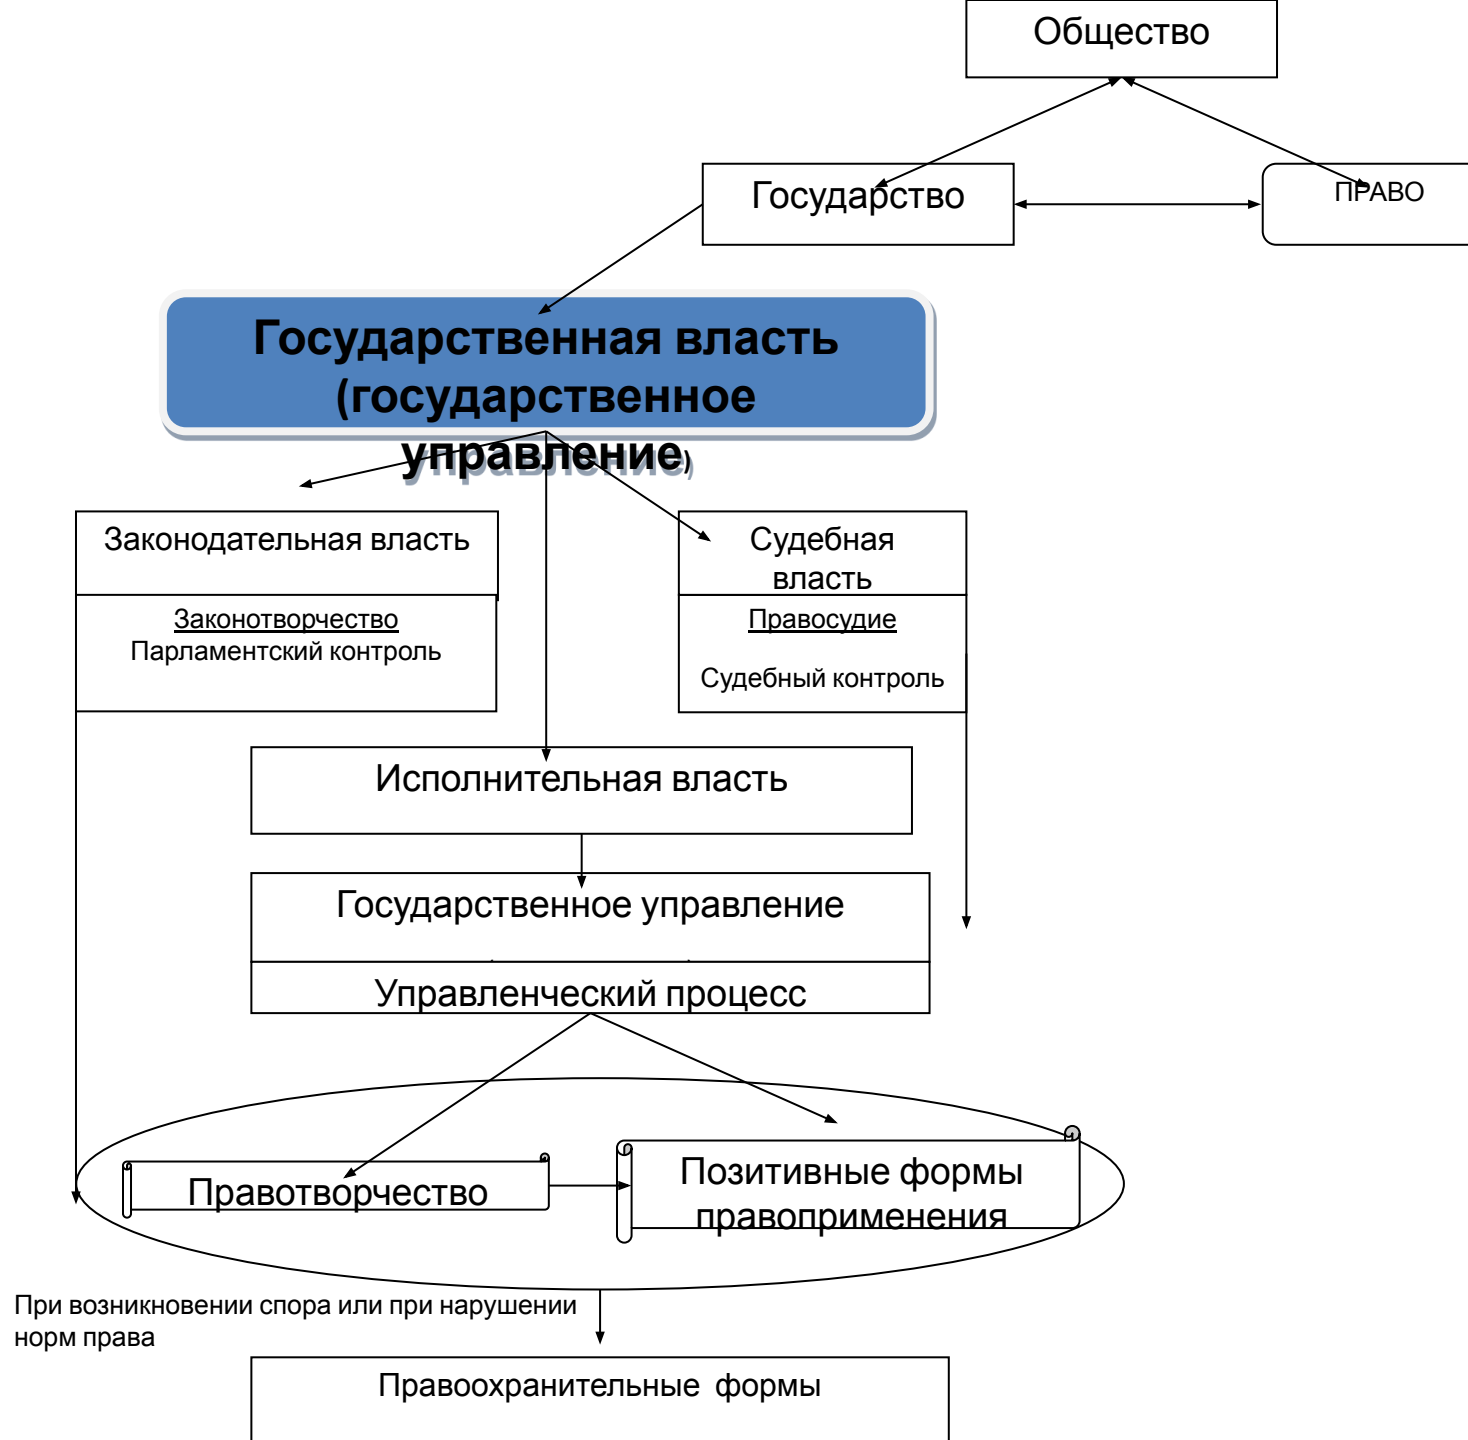 Общество
Государство
ПРАВО
Государственная власть
(государственное
управление)
Законодательная власть
Судебная
власть
Законотворчество
Парламентский контроль
Правосудие
Судебный контроль
Исполнительная власть
Государственное управление
Управленческий процесс
Правотворчество
Позитивные формы
правоприменения
При возникновении спора или при нарушении
норм права
Правоохранительные формы